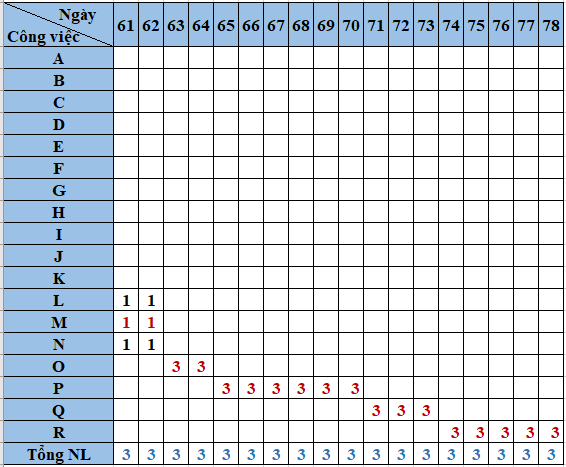 Ngày
Công việc 61 62 63 64 65 66 67 68 69 70 71 72 73 74 75 76 77 78
A
B
C
D
E
F
G
H
I
J
K
L 1 1
M 1 1
N 1 1
O 3 3
P 3 3 3 3 3 3
Q 3 3 3
R 3 3 3 3 3
Tổng NL 3 3 3 3 3 3 3 3 3 3 3 3 3 3 3 3 3 3